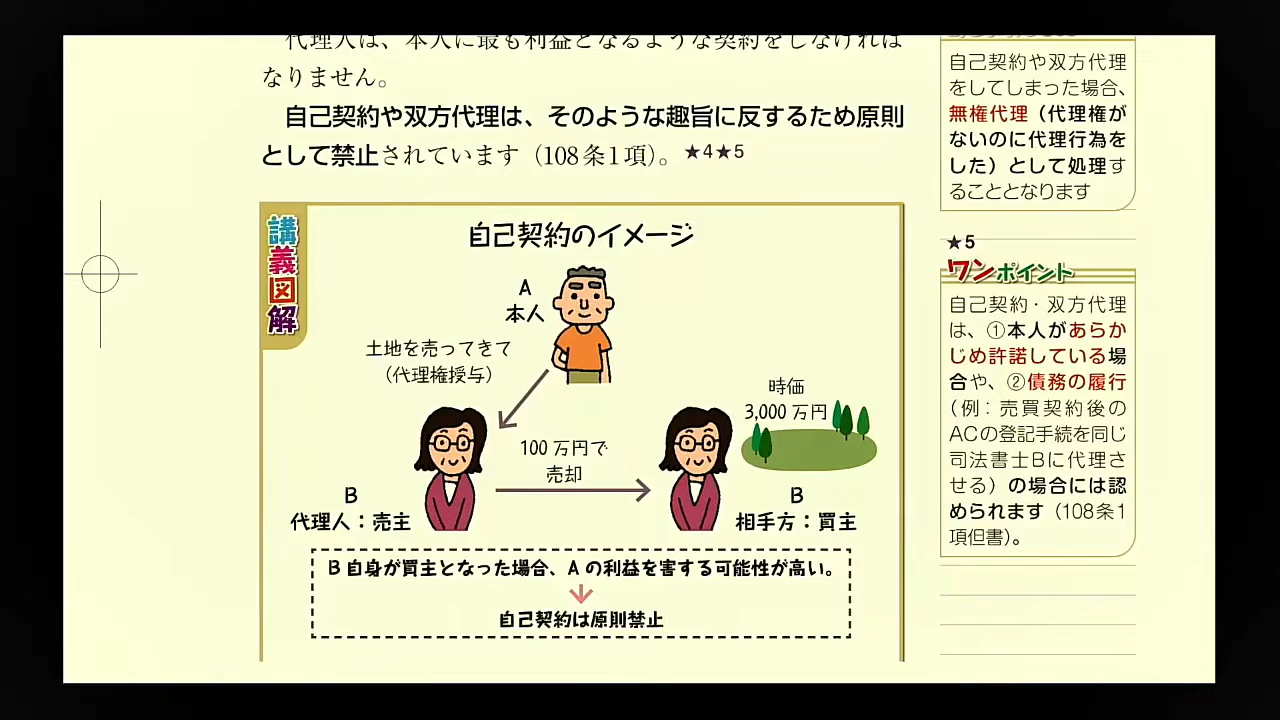 代理人は、本人に最も利益となるような契約をしなければ
なりません。
自己契約や双方代理は、そのような趣旨に反するため原則
として禁止されています（108条1項）。★4★5
講義図解
自己契約のイメージ
A
本人
土地を売ってきて
（代理権授与）
時価
3,000万円
100万円で
売却
B
代理人：売主
B
相手方：買主
B自身が買主となった場合、Aの利益を害する可能性が高い。
自己契約は原則禁止
自己契約や双方代理
をしてしまった場合、
無権代理（代理権が
ないのに代理行為を
した）として処理す
ることとなります
★5
ワンポイント
自己契約・双方代理
は、①本人があらか
じめ許諾している場
合や、②債務の履行
（例：売買契約後の
ACの登記手続を同じ
司法書士Bに代理さ
せる）の場合には認
められます（108条1
項但書）。